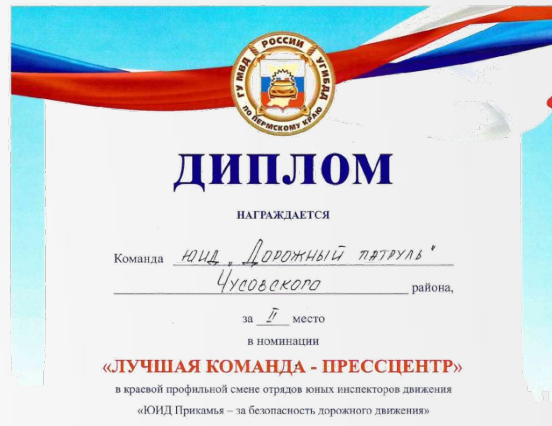 ГУ МВД РОССИИ УГИБДД
ПО ПЕРМСКОМУ КРАЮ
ДИПЛОМ
НАГРАЖДАЕТСЯ
Команда ЮИД „Дорожный патруль"
Чусовского района,
за II место
в номинации
«ЛУЧШАЯ КОМАНДА - ПРЕССЦЕНТР»
в краевой профильной смене отрядов юных инспекторов движения
«ЮИД Прикамья – за безопасность дорожного движения»